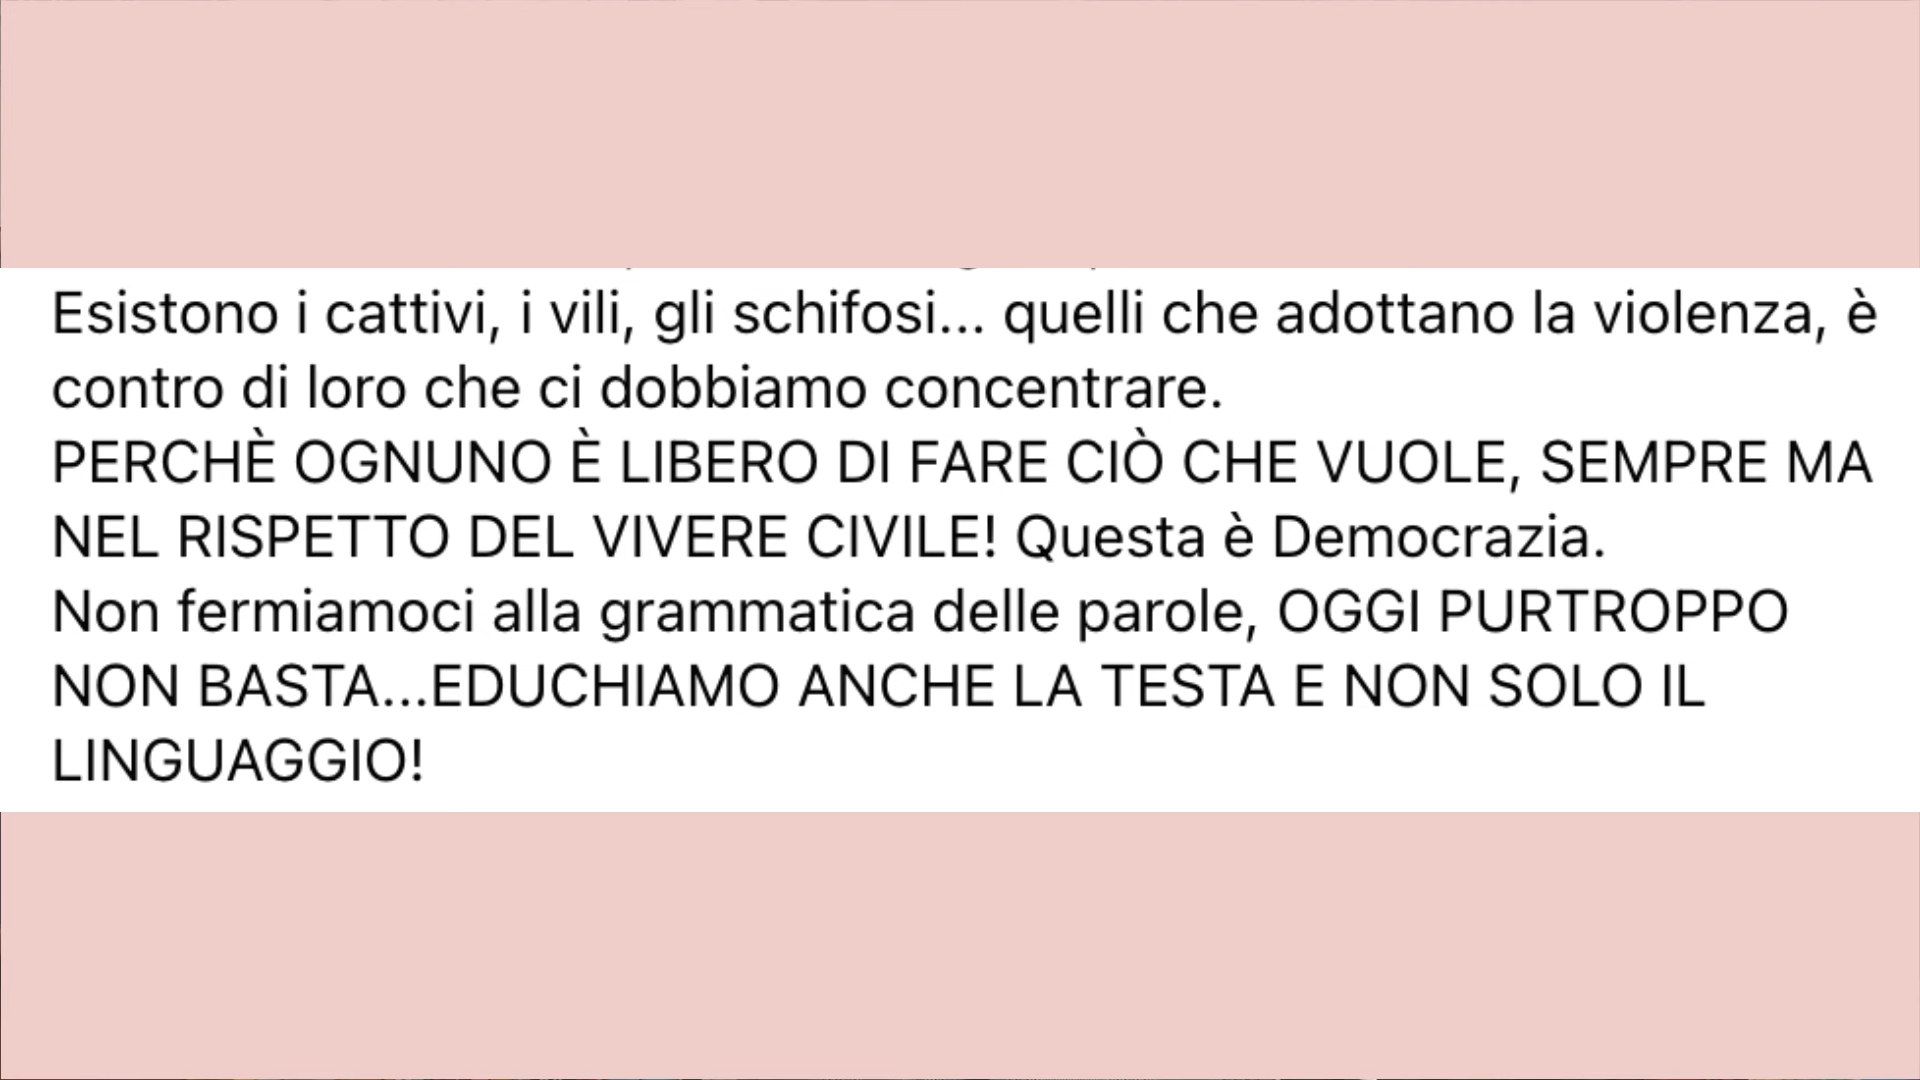 Esistono i cattivi, i vili, gli schifosi... quelli che adottano la violenza, è
contro di loro che ci dobbiamo concentrare.
PERCHÈ OGNUNO È LIBERO DI FARE CIÒ CHE VUOLE, SEMPRE MA
NEL RISPETTO DEL VIVERE CIVILE! Questa è Democrazia.
Non fermiamoci alla grammatica delle parole, OGGI PURTROPPO
NON BASTA...EDUCHIAMO ANCHE LA TESTA E NON SOLO IL
LINGUAGGIO!